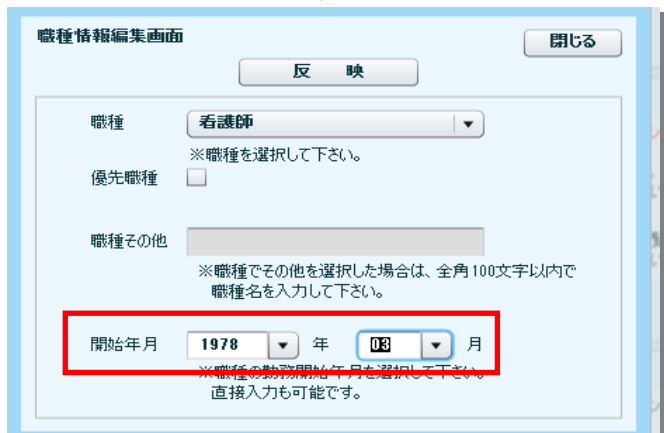 職種情報編集画面
閉じる
反 映
職種 看護師
※職種を選択して下さい。
優先職種
職種その他
※職種でその他を選択した場合は、全角100文字以内で
職種名を入力して下さい。
開始年月 1978 年 03 月
※職種の勤務開始年月を選択して下さい。
直接入力も可能です。